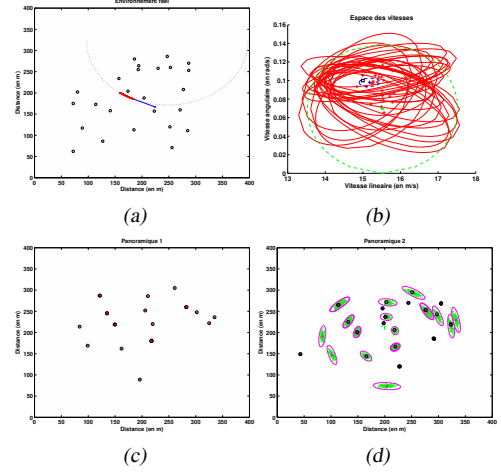 Environnement réel
Distance (en m)
400
350
300
250
200
150
100
50
0
0 50 100 150 200 250 300 350 400
Distance (en m)
(a)
Espace des vitesses
Vitesse angulaire (en rad/s)
0.16
0.14
0.12
0.1
0.08
0.06
0.04
0.02
0
13 14 15 16 17 18
Vitesse lineaire (en m/s)
(b)
Panoramique 1
Distance (en m)
400
350
300
250
200
150
100
50
0
0 50 100 150 200 250 300 350 400
Distance (en m)
(c)
Panoramique 2
Distance (en m)
400
350
300
250
200
150
100
50
0
0 50 100 150 200 250 300 350 400
Distance (en m)
(d)